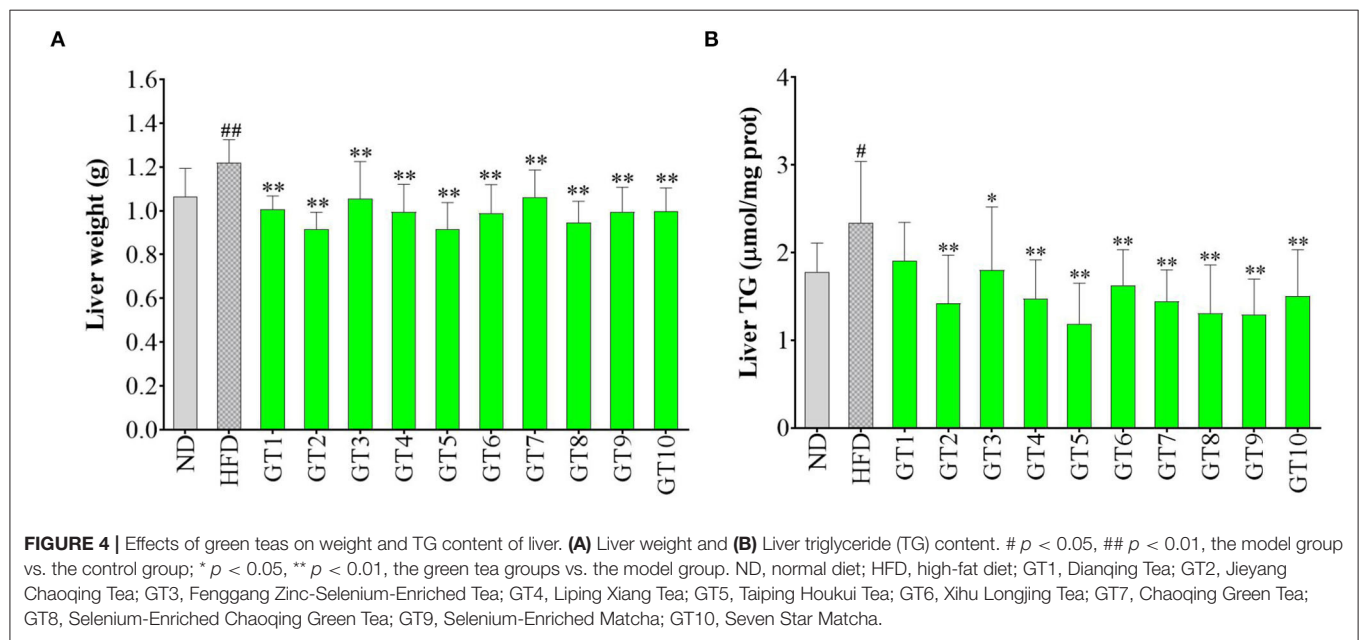 A
B
Liver weight (g)
1.6
1.4
1.2
1.0
0.8
0.6
0.4
0.2
0.0
##
**
**
**
**
**
**
**
**
**
**
ND
HFD
GT1
GT2
GT3
GT4
GT5
GT6
GT7
GT8
GT9
GT10
Liver TG (μmol/mg prot)
4
3
2
1
0
#
**
*
**
**
**
**
**
**
**
ND
HFD
GT1
GT2
GT3
GT4
GT5
GT6
GT7
GT8
GT9
GT10
FIGURE 4 | Effects of green teas on weight and TG content of liver. (A) Liver weight and (B) Liver triglyceride (TG) content. # p < 0.05, ## p < 0.01, the model group
vs. the control group; * p < 0.05, ** p < 0.01, the green tea groups vs. the model group. ND, normal diet; HFD, high-fat diet; GT1, Dianqing Tea; GT2, Jieyang
Chaoqing Tea; GT3, Fenggang Zinc-Selenium-Enriched Tea; GT4, Liping Xiang Tea; GT5, Taiping Houkui Tea; GT6, Xihu Longjing Tea; GT7, Chaoqing Green Tea;
GT8, Selenium-Enriched Chaoqing Green Tea; GT9, Selenium-Enriched Matcha; GT10, Seven Star Matcha.